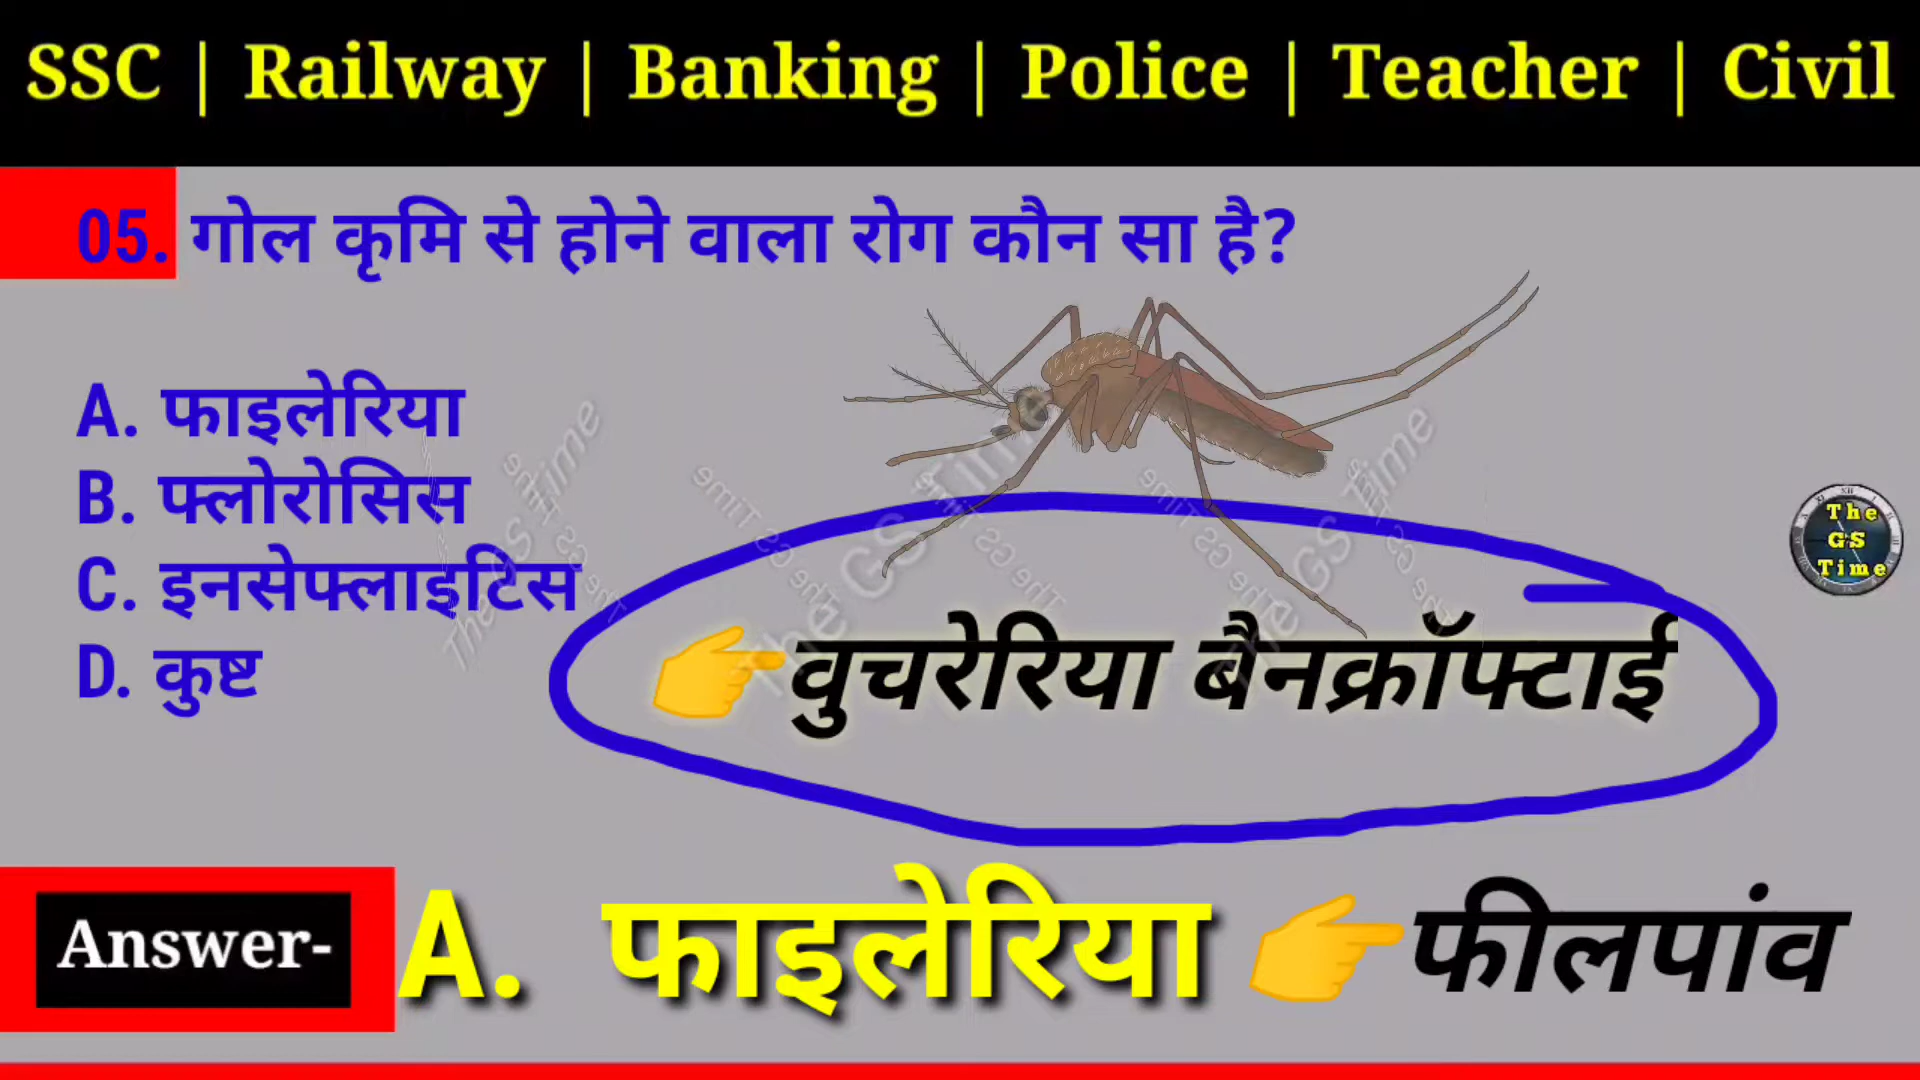 SSC | Railway | Banking | Police | Teacher | Civil
05. गोल कृमि से होने वाला रोग कौन सा है?
A. फाइलेरिया
B. फ्लोरोसिस
C. इनसेफ्लाइटिस
D. कुष्ट
The
GS
Time
👉वुचरेरिया बैनक्रॉफ्टाई
Answer- A. फाइलेरिया 👉फीलपांव